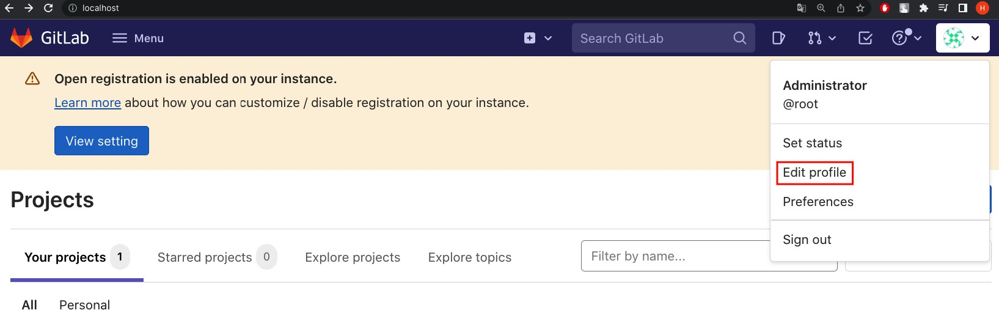 localhost
H
GitLab
Menu
Search GitLab
Open registration is enabled on your instance.
Learn more about how you can customize / disable registration on your instance.
View setting
Administrator
@root
Set status
Edit profile
Preferences
Sign out
Projects
Your projects 1
Starred projects 0
Explore projects
Explore topics
Filter by name...
All
Personal